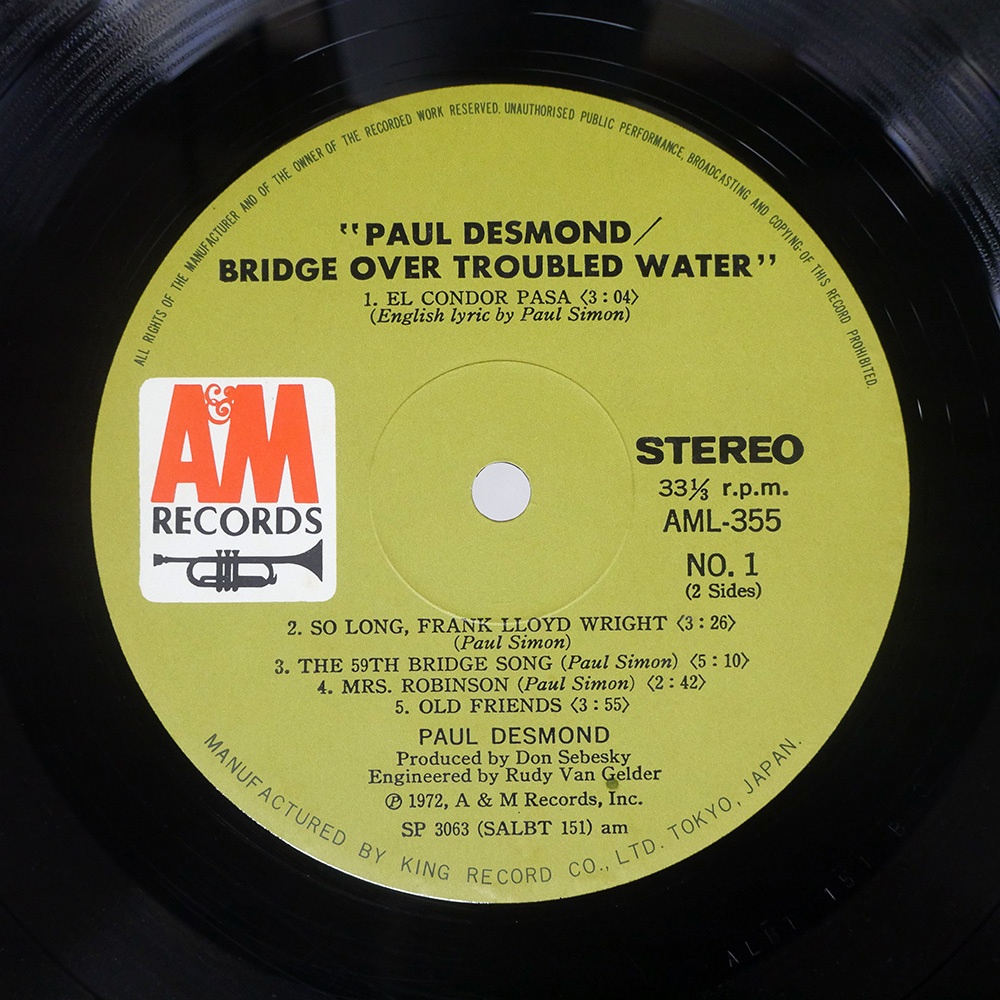 ALL RIGHTS OF THE MANUFACTURER AND OF THE OWNER OF THE RECORDED WORK RESERVED. UNAUTHORISED PUBLIC PERFORMANCE, BROADCASTING AND COPYING OF THIS RECORD PROHIBITED.
"PAUL DESMOND/
BRIDGE OVER TROUBLED WATER"
1. EL CONDOR PASA 〈3:04〉
(English lyric by Paul Simon)
A&M
RECORDS
STEREO
33⅓ r.p.m.
AML-355
NO. 1
(2 Sides)
2. SO LONG, FRANK LLOYD WRIGHT 〈3:26〉
(Paul Simon)
3. THE 59TH BRIDGE SONG (Paul Simon) 〈5:10〉
4. MRS. ROBINSON (Paul Simon) 〈2:42〉
5. OLD FRIENDS 〈3:55〉
PAUL DESMOND
Produced by Don Sebesky
Engineered by Rudy Van Gelder
℗ 1972, A & M Records, Inc.
SP 3063 (SALBT 151) am
MANUFACTURED BY KING RECORD CO., LTD. TOKYO, JAPAN.